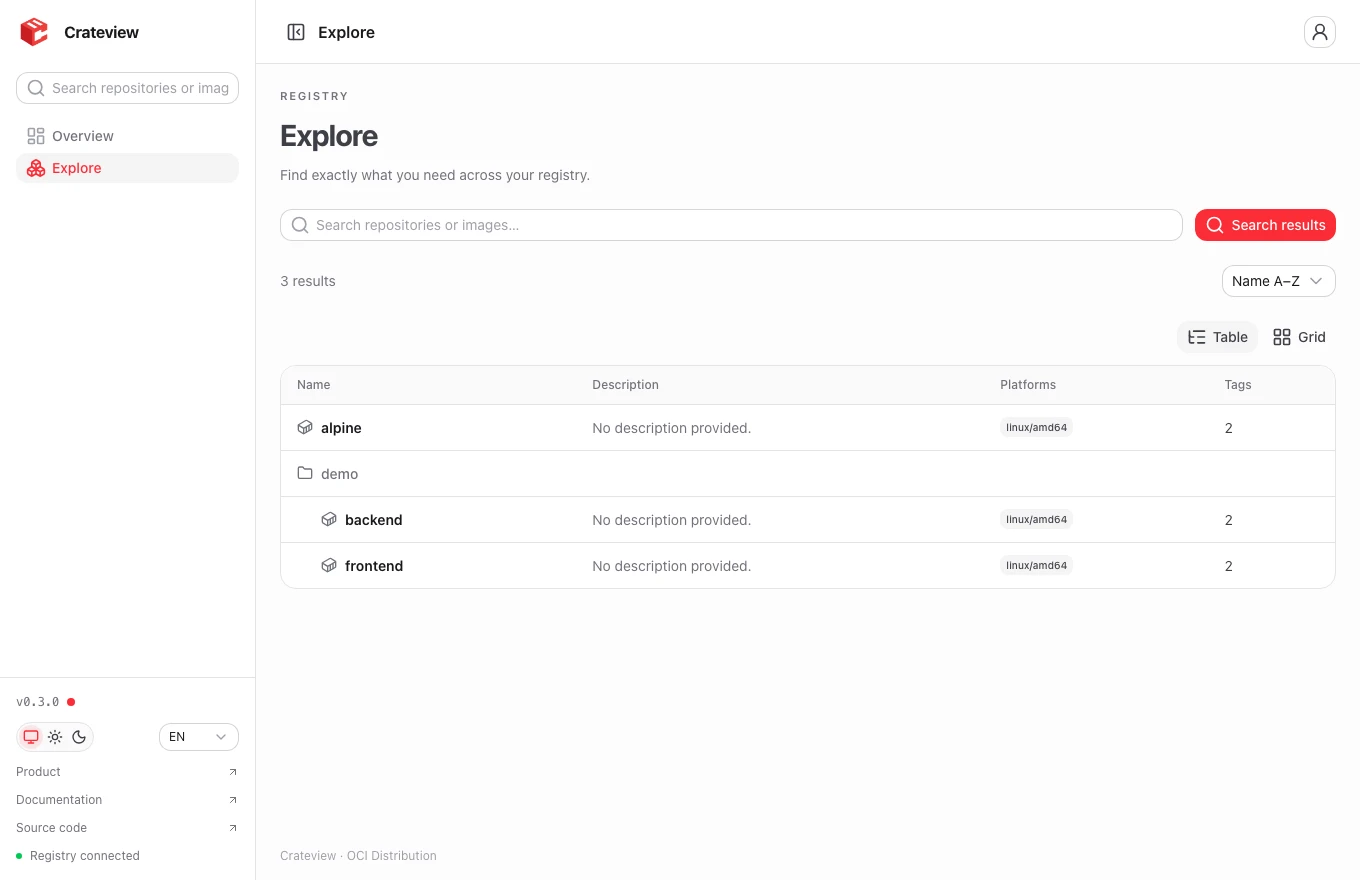 Crateview
Search repositories or imag
Overview
Explore
v0.3.0
EN
Product
Documentation
Source code
Registry connected
Explore
REGISTRY
Explore
Find exactly what you need across your registry.
Search repositories or images...
Search results
3 results
Name A–Z
Table Grid
Name Description Platforms Tags
alpine No description provided. linux/amd64 2
demo
backend No description provided. linux/amd64 2
frontend No description provided. linux/amd64 2
Crateview · OCI Distribution